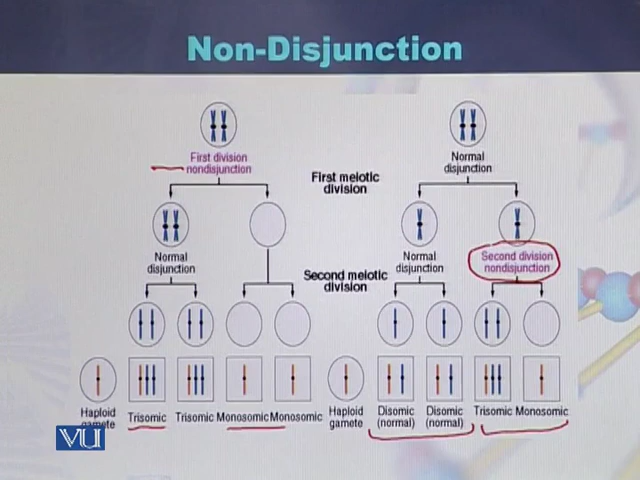 Non-Disjunction
First division
nondisjunction
Normal
disjunction
First meiotic
division
Normal
disjunction
Normal
disjunction
Second division
nondisjunction
Second meiotic
division
Haploid
gamete
Trisomic
Trisomic
Monosomic
Monosomic
Haploid
gamete
Disomic
(normal)
Disomic
(normal)
Trisomic
Monosomic
VU